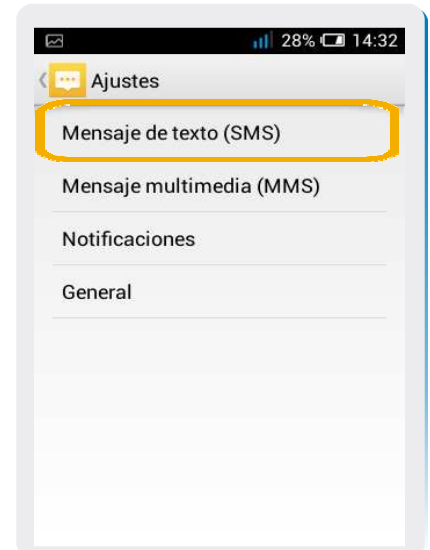 28% 14:32
Ajustes
Mensaje de texto (SMS)
Mensaje multimedia (MMS)
Notificaciones
General